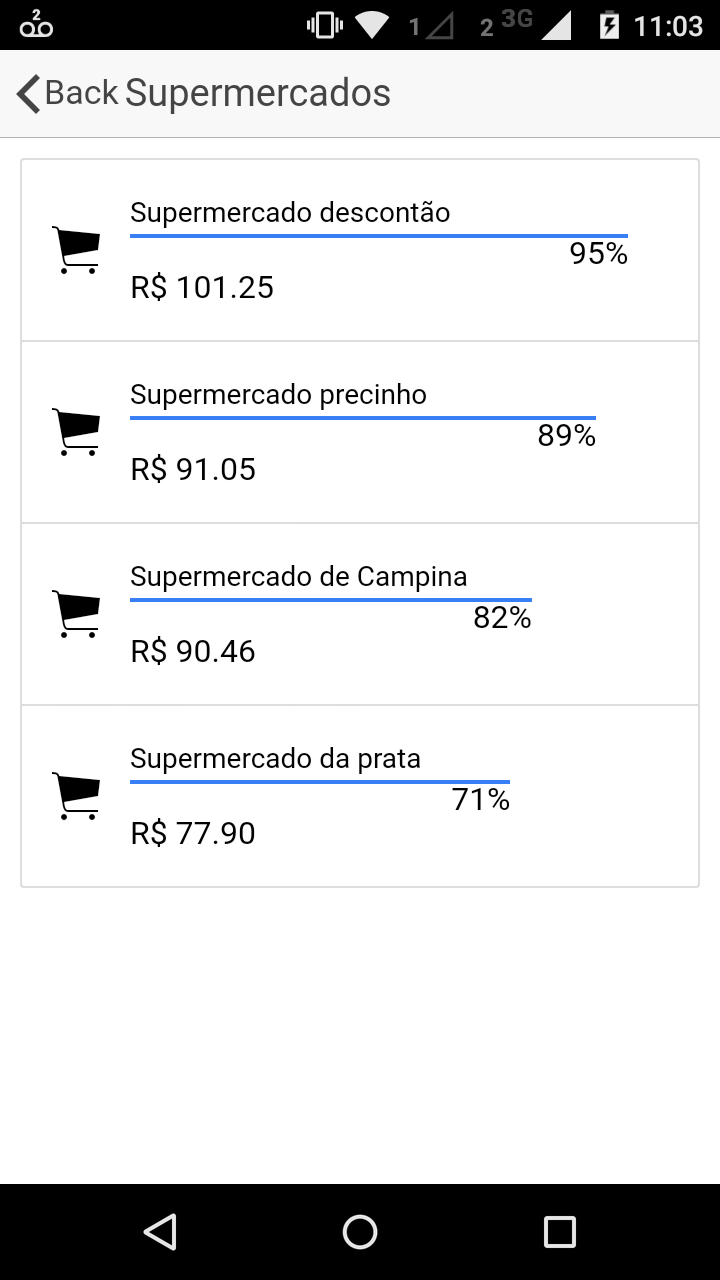 2
1 2 3G 11:03
Back Supermercados
Supermercado descontão
95%
R$ 101.25
Supermercado precinho
89%
R$ 91.05
Supermercado de Campina
82%
R$ 90.46
Supermercado da prata
71%
R$ 77.90